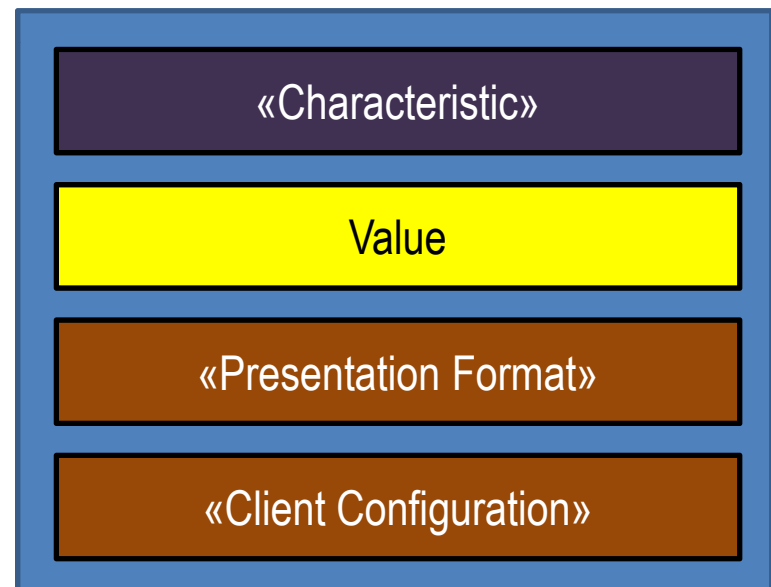 «Characteristic»
Value
«Presentation Format»
«Client Configuration»